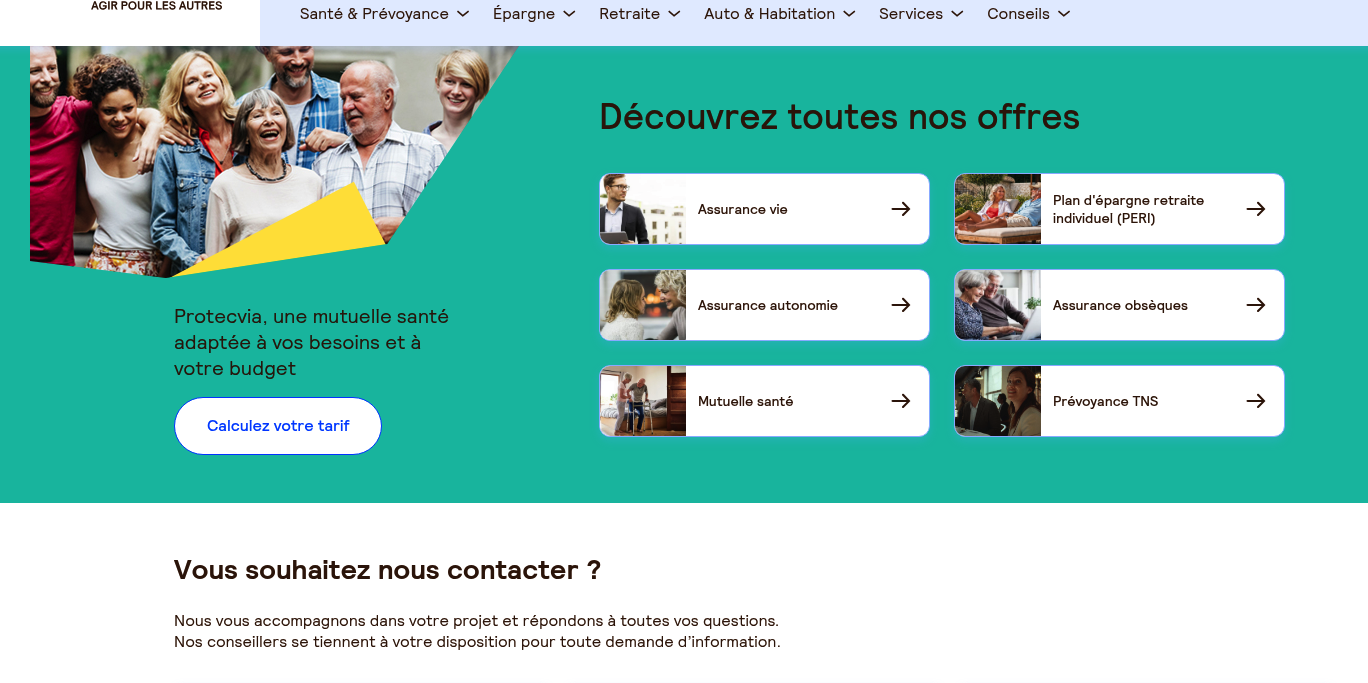 AGIR POUR LES AUTRES
Santé & Prévoyance
Épargne
Retraite
Auto & Habitation
Services
Conseils
Protecvia, une mutuelle santé
adaptée à vos besoins et à
votre budget
Calculez votre tarif
Découvrez toutes nos offres
Assurance vie
Plan d'épargne retraite
individuel (PERI)
Assurance autonomie
Assurance obsèques
Mutuelle santé
Prévoyance TNS
Vous souhaitez nous contacter ?
Nous vous accompagnons dans votre projet et répondons à toutes vos questions.
Nos conseillers se tiennent à votre disposition pour toute demande d’information.